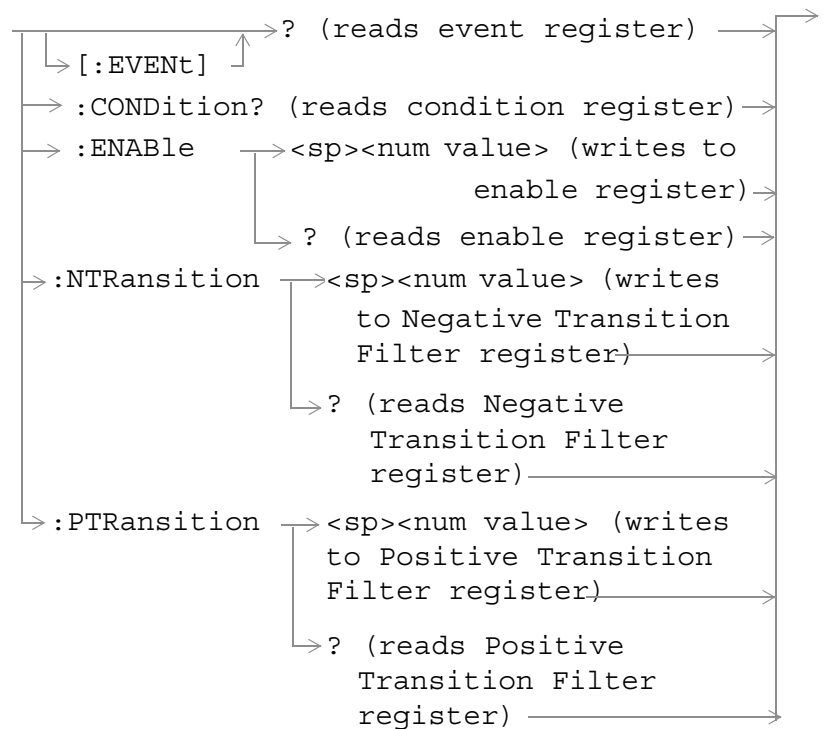 ? (reads event register)
[:EVENt]
:CONDition? (reads condition register)
:ENABle <sp><num value> (writes to
enable register)
? (reads enable register)
:NTRansition <sp><num value> (writes
to Negative Transition
Filter register)
? (reads Negative
Transition Filter
register)
:PTRansition <sp><num value> (writes
to Positive Transition
Filter register)
? (reads Positive
Transition Filter
register)